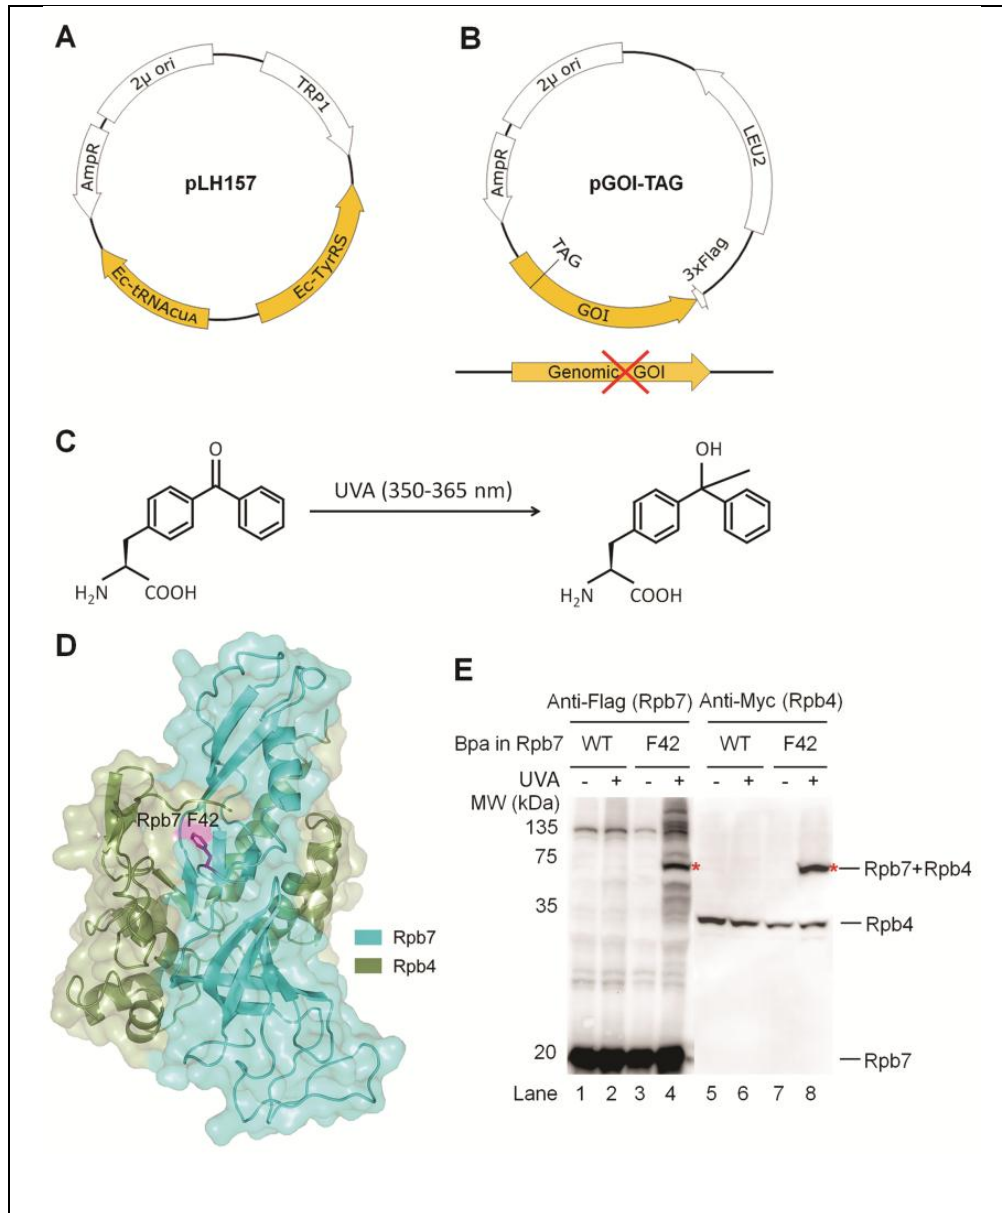 A
2µ ori
TRP1
AmpR
pLH157
Ec-tRNACUA
Ec-TyrRS
B
2µ ori
LEU2
AmpR
pGOI-TAG
TAG
3xFlag
GOI
Genomic GOI
C
O
UVA (350-365 nm)
OH
H₂N COOH
H₂N COOH
D
Rpb7 F42
Rpb7
Rpb4
E
Anti-Flag (Rpb7) Anti-Myc (Rpb4)
Bpa in Rpb7 WT F42 WT F42
UVA - + - + - + - +
MW (kDa)
135
75
* * Rpb7+Rpb4
35
Rpb4
20
Rpb7
Lane 1 2 3 4 5 6 7 8